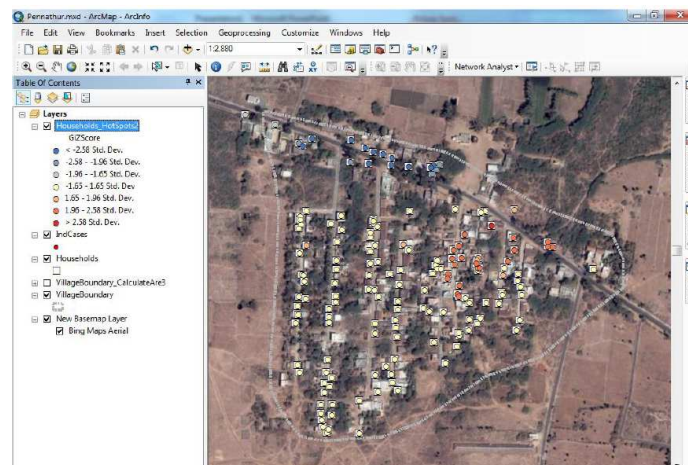 Pennathur.mxd - ArcMap - ArcInfo
File Edit View Bookmarks Insert Selection Geoprocessing Customize Windows Help
1:2,880
Network Analyst
Table Of Contents
Layers
Households_HotSpots2
GiZScore
< -2.58 Std. Dev.
-2.58 - -1.96 Std. Dev.
-1.96 - -1.65 Std. Dev.
-1.65 - 1.65 Std. Dev.
1.65 - 1.96 Std. Dev.
1.96 - 2.58 Std. Dev.
> 2.58 Std. Dev.
IndCases
Households
VillageBoundary_CalculateAre3
VillageBoundary
New Basemap Layer
Bing Maps Aerial